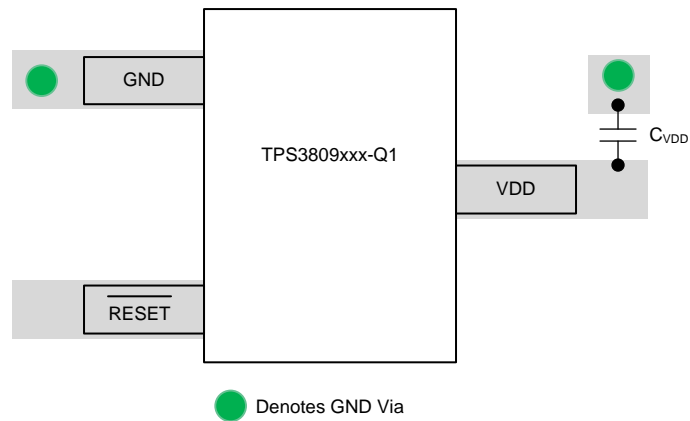 GND
TPS3809xxx-Q1
CVDD
VDD
RESET
Denotes GND Via